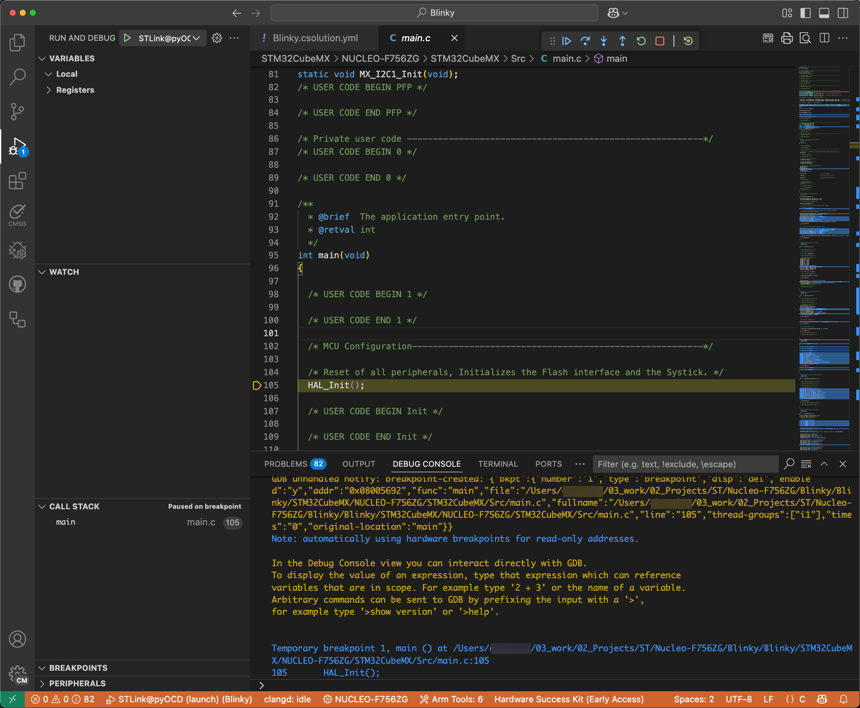 Blinky
RUN AND DEBUG
STLink@pyOC
Blinky.csolution.yml
main.c
STM32CubeMX > NUCLEO-F756ZG > STM32CubeMX > Src > C main.c > main
VARIABLES
Local
Registers
WATCH
CALL STACK
Paused on breakpoint
main
main.c 105
BREAKPOINTS
PERIPHERALS
CMSIS
1
CM
81 static void MX_I2C1_Init(void);
82 /* USER CODE BEGIN PFP */
83
84 /* USER CODE END PFP */
85
86 /* Private user code ---------------------------------------------------------*/
87 /* USER CODE BEGIN 0 */
88
89 /* USER CODE END 0 */
90
91 /**
92 * @brief The application entry point.
93 * @retval int
94 */
95 int main(void)
96 {
97
98 /* USER CODE BEGIN 1 */
99
100 /* USER CODE END 1 */
101
102 /* MCU Configuration--------------------------------------------------------*/
103
104 /* Reset of all peripherals, Initializes the Flash interface and the Systick. */
105 HAL_Init();
106
107 /* USER CODE BEGIN Init */
108
109 /* USER CODE END Init */
110
PROBLEMS 82 OUTPUT DEBUG CONSOLE TERMINAL PORTS
Filter (e.g. text, !exclude, \escape)
GDB unhandled notify: breakpoint-created: {"bkpt":{"number":"1","type":"breakpoint","disp":"del","enable
d":"y","addr":"0x08005692","func":"main","file":"/Users/ /03_work/02_Projects/ST/Nucleo-F756ZG/Blinky/Bli
nky/STM32CubeMX/NUCLEO-F756ZG/STM32CubeMX/Src/main.c","fullname":"/Users/ /03_work/02_Projects/ST/Nucleo-
F756ZG/Blinky/Blinky/STM32CubeMX/NUCLEO-F756ZG/STM32CubeMX/Src/main.c","line":"105","thread-groups":["i1"],"time
s":"0","original-location":"main"}}
Note: automatically using hardware breakpoints for read-only addresses.
In the Debug Console view you can interact directly with GDB.
To display the value of an expression, type that expression which can reference
variables that are in scope. For example type '2 + 3' or the name of a variable.
Arbitrary commands can be sent to GDB by prefixing the input with a '>',
for example type '>show version' or '>help'.
Temporary breakpoint 1, main () at /Users/ /03_work/02_Projects/ST/Nucleo-F756ZG/Blinky/Blinky/STM32CubeM
X/NUCLEO-F756ZG/STM32CubeMX/Src/main.c:105
105 HAL_Init();
>
0 0 82 STLink@pyOCD (launch) (Blinky) clangd: idle NUCLEO-F756ZG Arm Tools: 6 Hardware Success Kit (Early Access) Spaces: 2 UTF-8 LF {} C